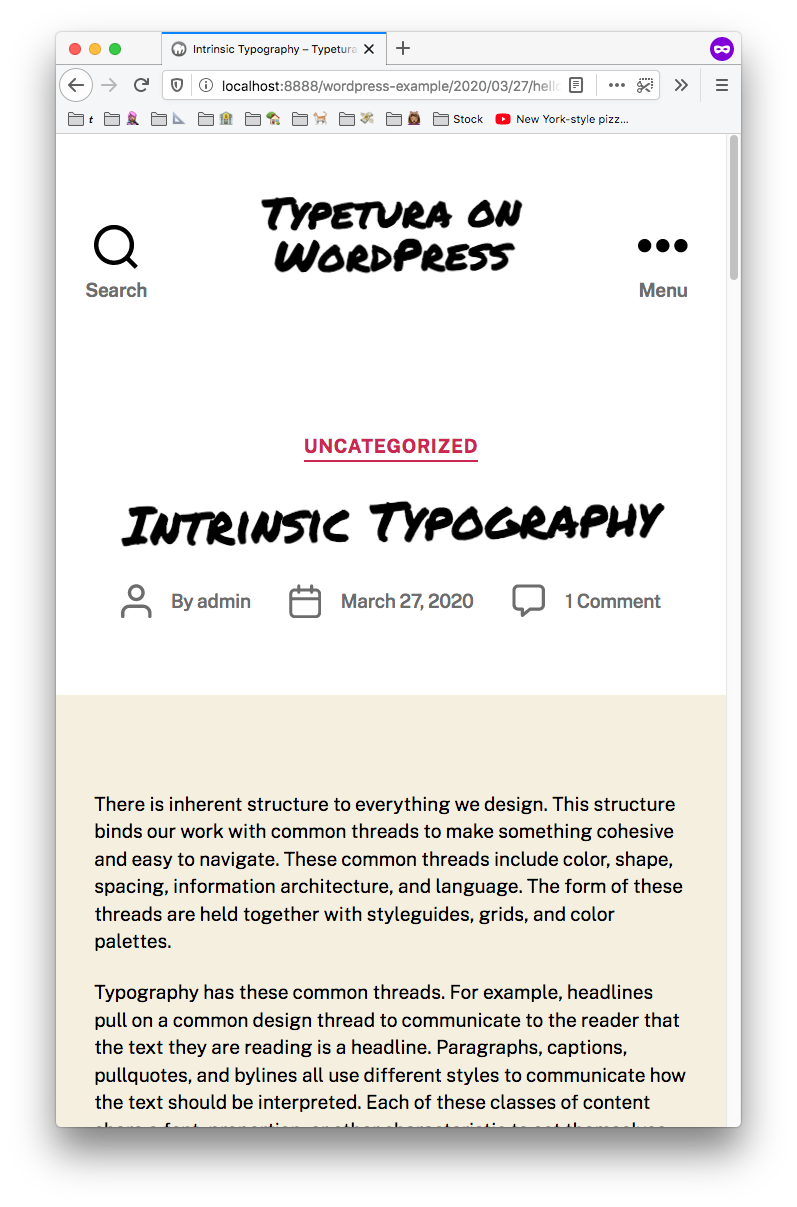 Intrinsic Typography – Typetura
localhost:8888/wordpress-example/2020/03/27/hello
t
Stock
New York-style pizz...
Typetura on
WordPress
Search
Menu
UNCATEGORIZED
Intrinsic Typography
By admin
March 27, 2020
1 Comment
There is inherent structure to everything we design. This structure
binds our work with common threads to make something cohesive
and easy to navigate. These common threads include color, shape,
spacing, information architecture, and language. The form of these
threads are held together with styleguides, grids, and color
palettes.
Typography has these common threads. For example, headlines
pull on a common design thread to communicate to the reader that
the text they are reading is a headline. Paragraphs, captions,
pullquotes, and bylines all use different styles to communicate how
the text should be interpreted. Each of these classes of content